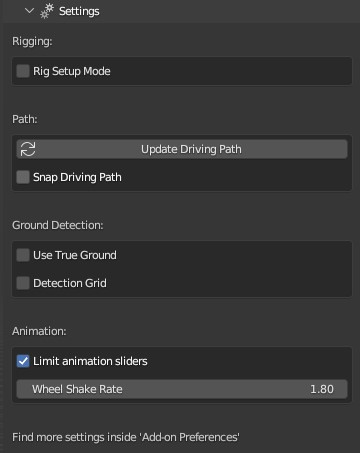 Settings
Rigging:
Rig Setup Mode
Path:
Update Driving Path
Snap Driving Path
Ground Detection:
Use True Ground
Detection Grid
Animation:
Limit animation sliders
Wheel Shake Rate 1.80
Find more settings inside 'Add-on Preferences'